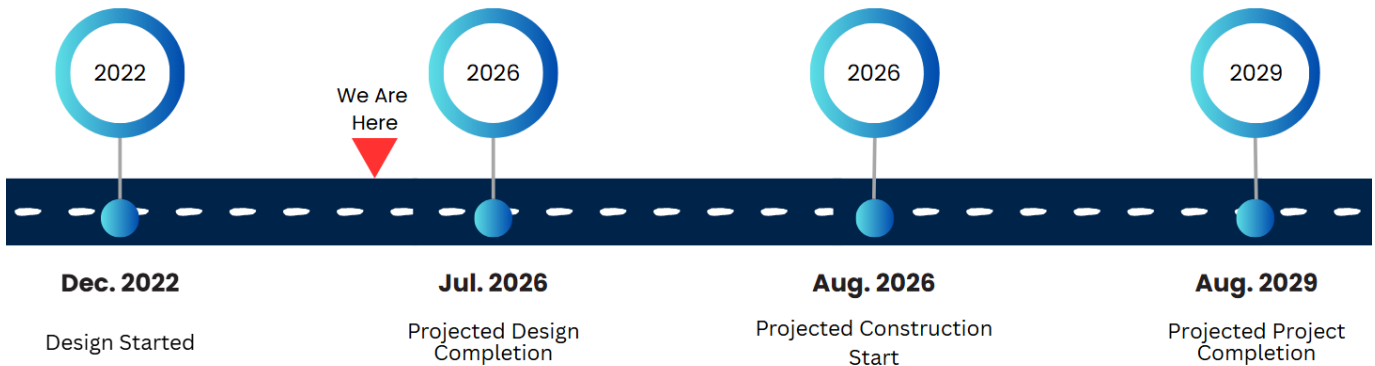 2022
2026
2026
2029
We Are
Here
Dec. 2022
Jul. 2026
Aug. 2026
Aug. 2029
Design Started
Projected Design
Completion
Projected Construction
Start
Projected Project
Completion